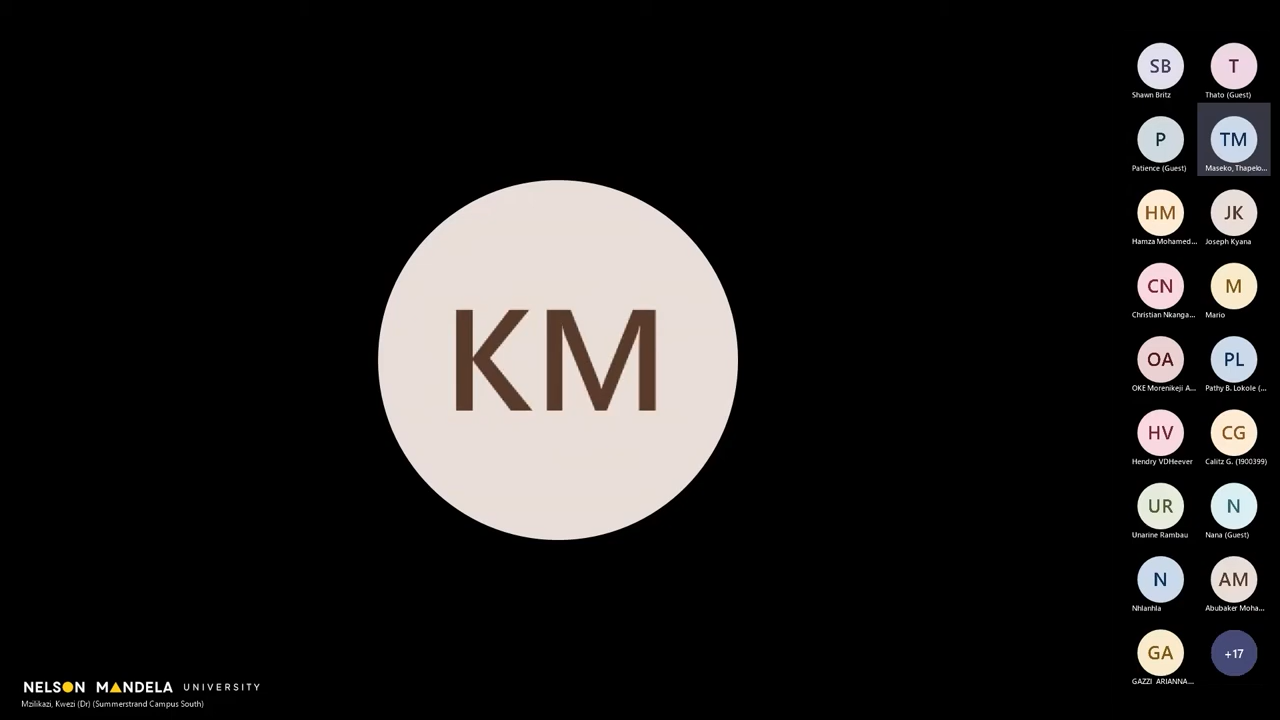 KM
NELSON MANDELA UNIVERSITY
Mzilikazi, Kwezi (Dr) (Summerstrand Campus South)
SB
Shawn Britz
T
Thato (Guest)
P
Patience (Guest)
TM
Maseko, Thapelo...
HM
Hamza Mohamed...
JK
Joseph Kyana
CN
Christian Nkanga...
M
Mario
OA
OKE Morenikeji A...
PL
Pathy B. Lokole (...
HV
Hendry VDHeever
CG
Calitz G. (1900399)
UR
Unarine Rambau
N
Nana (Guest)
N
Nhlanhla
AM
Abubaker Moha...
GA
GAZZI ARIANNA...
+17